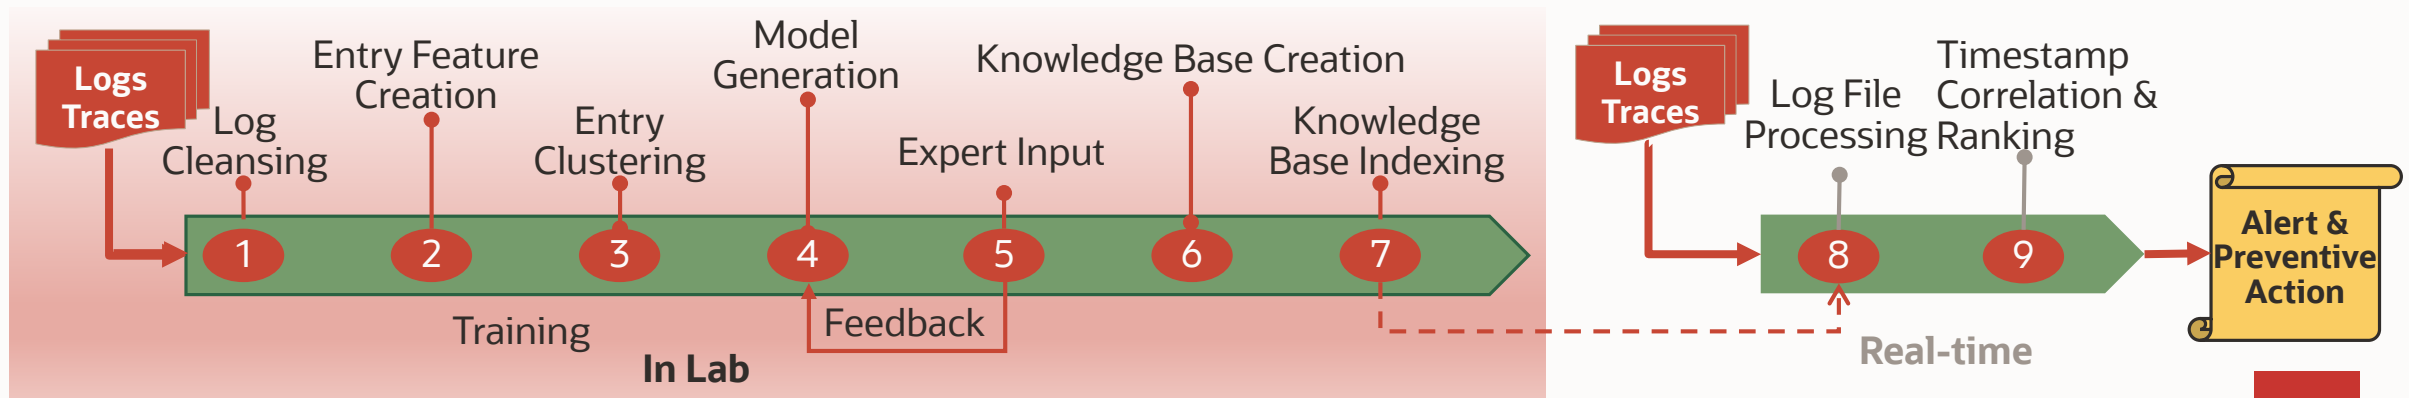 Logs
Traces
Log
Cleansing
Entry Feature
Creation
Entry
Clustering
Model
Generation
Expert Input
Knowledge Base Creation
Knowledge
Base Indexing
1
2
3
4
5
6
7
Training
Feedback
In Lab
Logs
Traces
Log File
Processing
Timestamp
Correlation &
Ranking
8
9
Real-time
Alert &
Preventive
Action